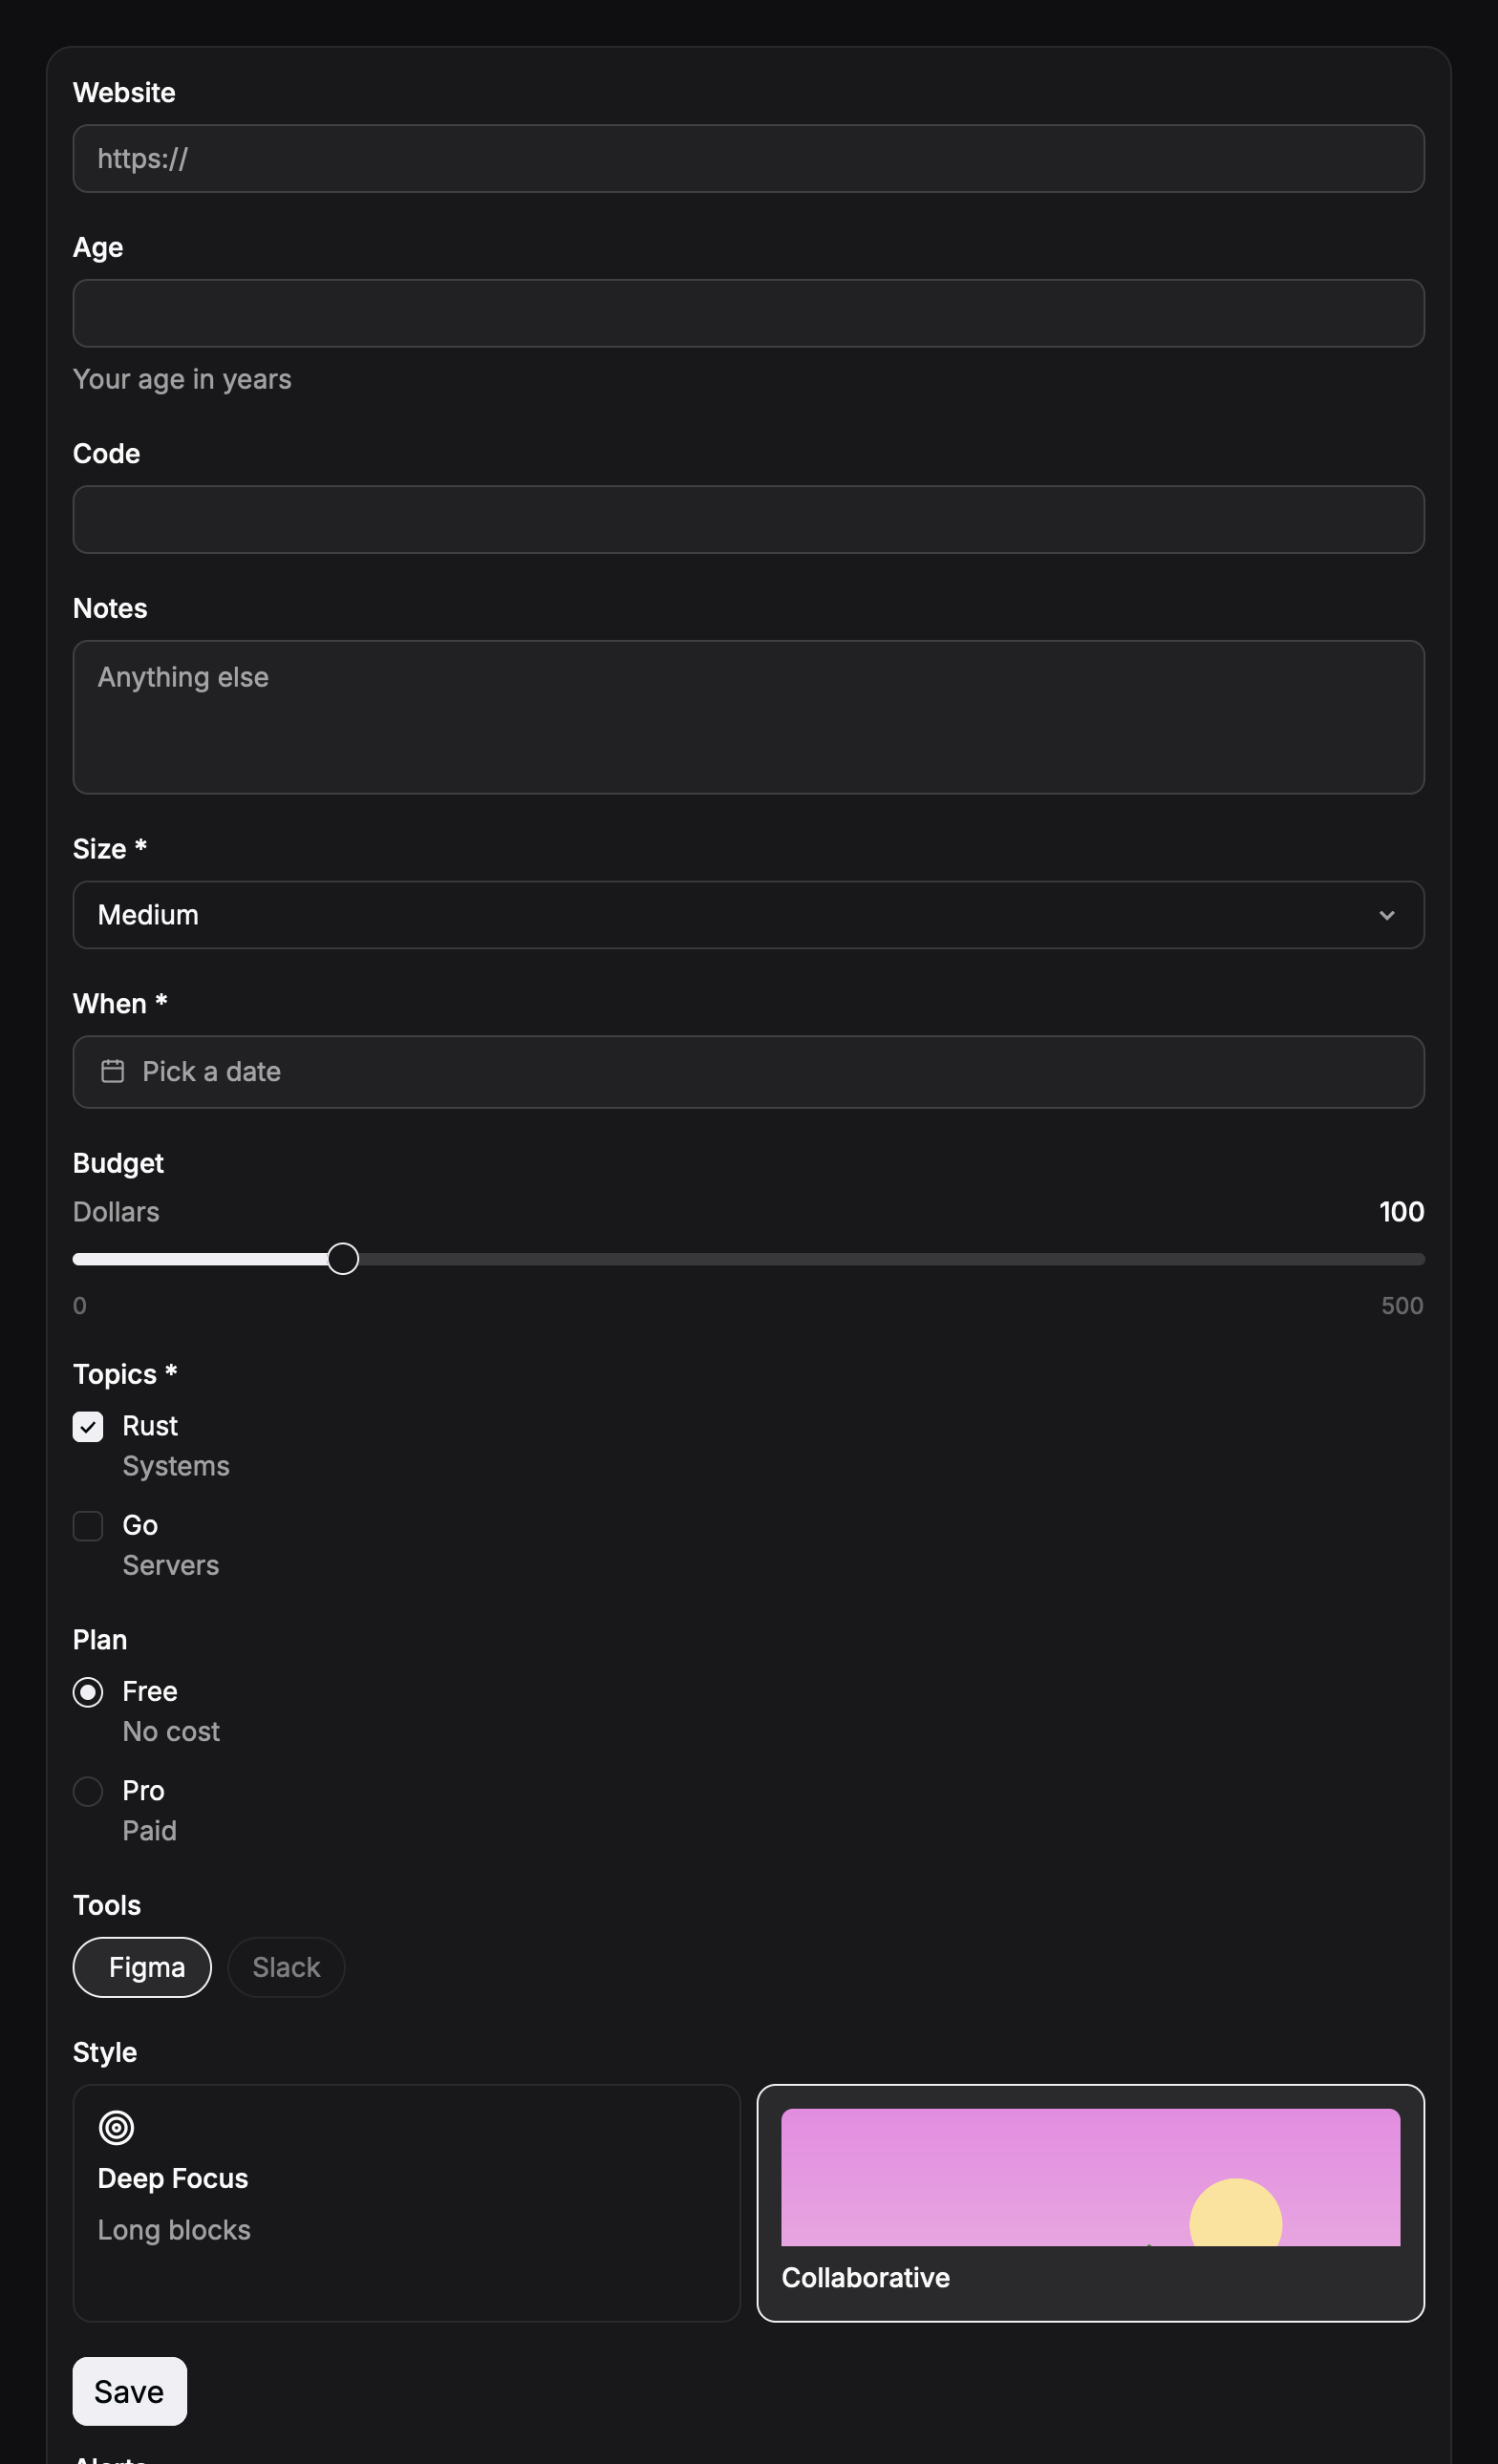 Website
https://
Age
Your age in years
Code
Notes
Anything else
Size *
Medium
When *
Pick a date
Budget
Dollars 100
0 500
Topics *
Rust
Systems
Go
Servers
Plan
Free
No cost
Pro
Paid
Tools
Figma Slack
Style
Deep Focus
Long blocks
Collaborative
Save